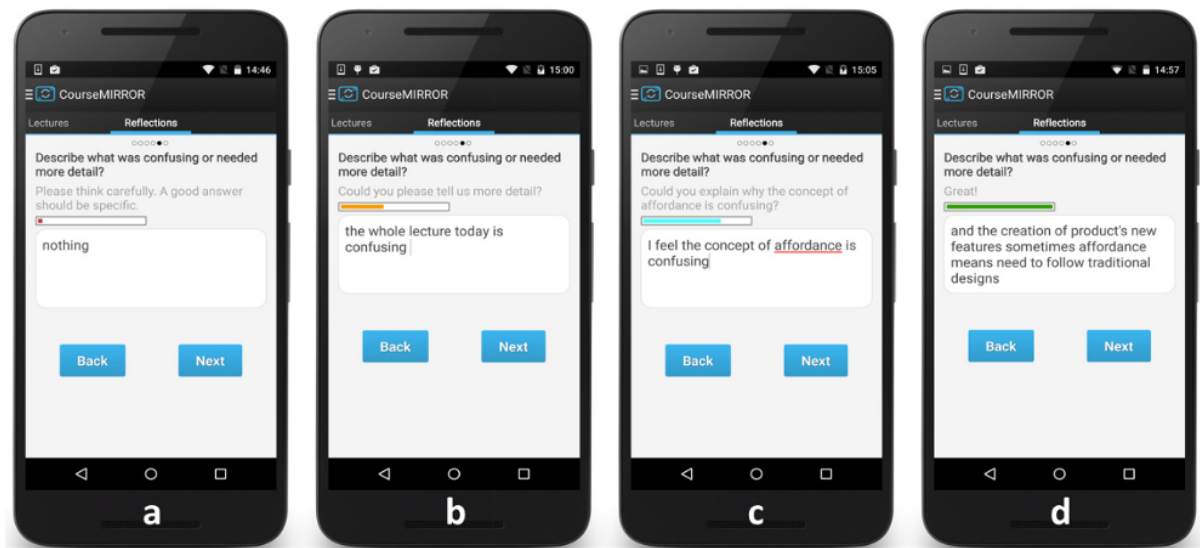 14:46
CourseMIRROR
Lectures
Reflections
Describe what was confusing or needed
more detail?
Please think carefully. A good answer
should be specific.
nothing
Back
Next
a
15:00
CourseMIRROR
Lectures
Reflections
Describe what was confusing or needed
more detail?
Could you please tell us more detail?
the whole lecture today is
confusing
Back
Next
b
15:05
CourseMIRROR
Lectures
Reflections
Describe what was confusing or needed
more detail?
Could you explain why the concept of
affordance is confusing?
I feel the concept of affordance is
confusing
Back
Next
c
14:57
CourseMIRROR
Lectures
Reflections
Describe what was confusing or needed
more detail?
Great!
and the creation of product's new
features sometimes affordance
means need to follow traditional
designs
Back
Next
d